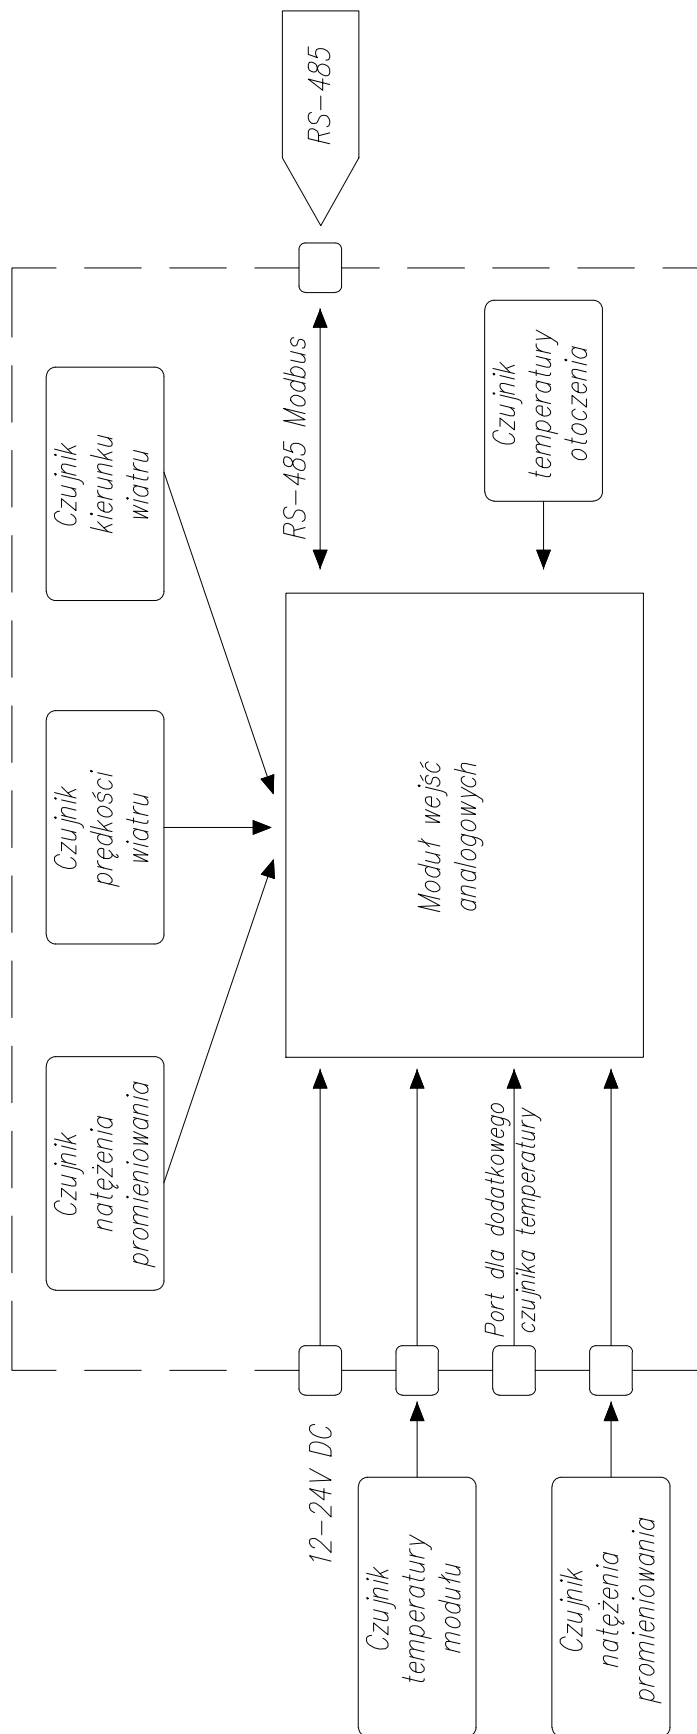 Czujnik
natężenia
promieniowania
Czujnik
prędkości
wiatru
Czujnik
kierunku
wiatru
12-24V DC
RS-485 Modbus
RS-485
Czujnik
temperatury
modułu
Moduł wejść
analogowych
Port dla dodatkowego
czujnika temperatury
Czujnik
temperatury
otoczenia
Czujnik
natężenia
promieniowania